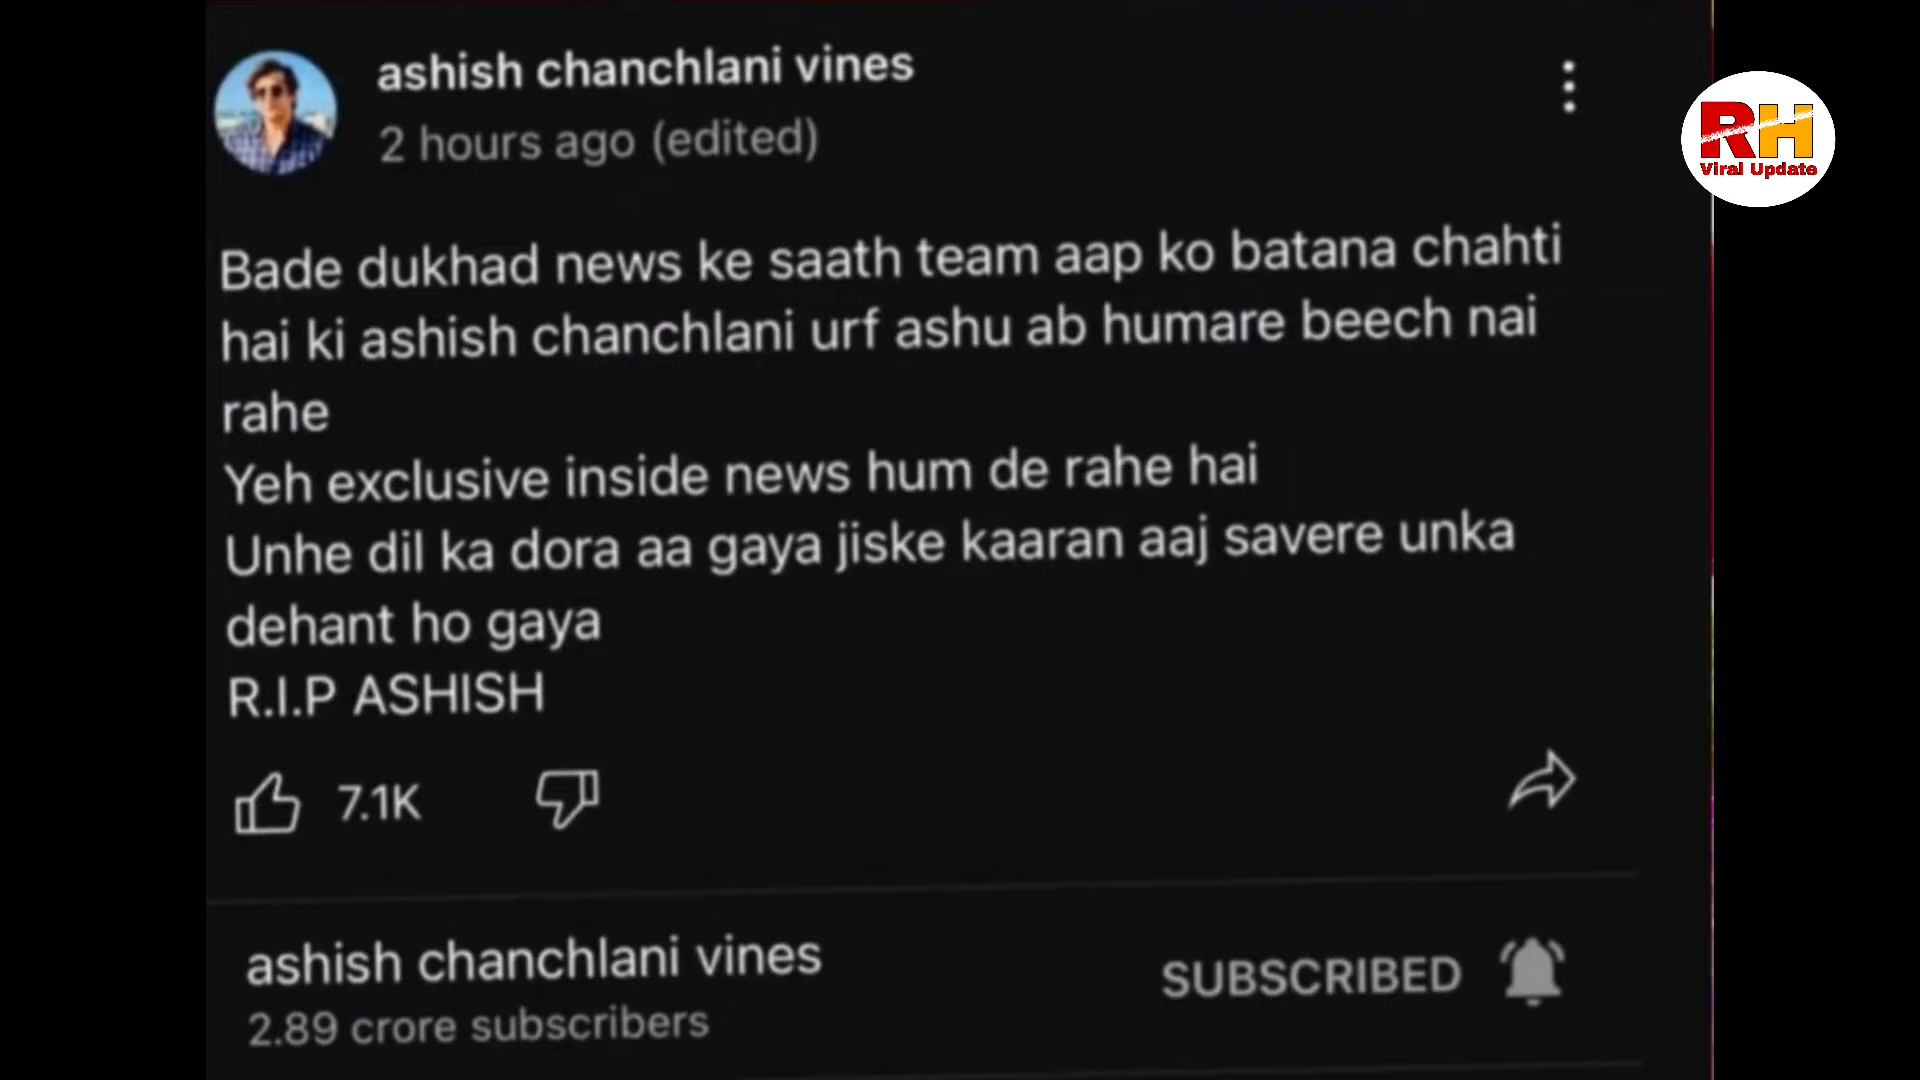 ashish chanchlani vines
2 hours ago (edited)
RH
Viral Update
Bade dukhad news ke saath team aap ko batana chahti
hai ki ashish chanchlani urf ashu ab humare beech nai
rahe
Yeh exclusive inside news hum de rahe hai
Unhe dil ka dora aa gaya jiske kaaran aaj savere unka
dehant ho gaya
R.I.P ASHISH
7.1K
ashish chanchlani vines
SUBSCRIBED
2.89 crore subscribers